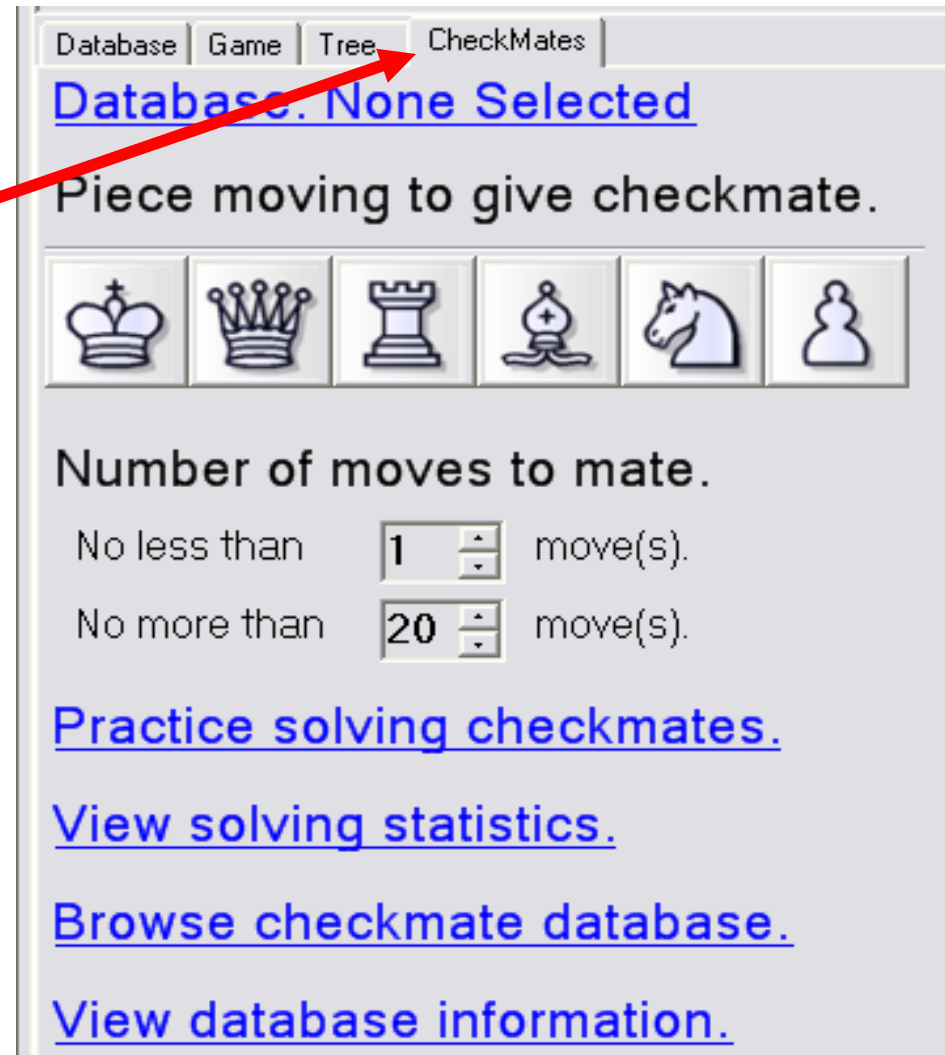 Database Game Tree CheckMates
Database: None Selected
Piece moving to give checkmate.
Number of moves to mate.
No less than 1 move(s).
No more than 20 move(s).
Practice solving checkmates.
View solving statistics.
Browse checkmate database.
View database information.